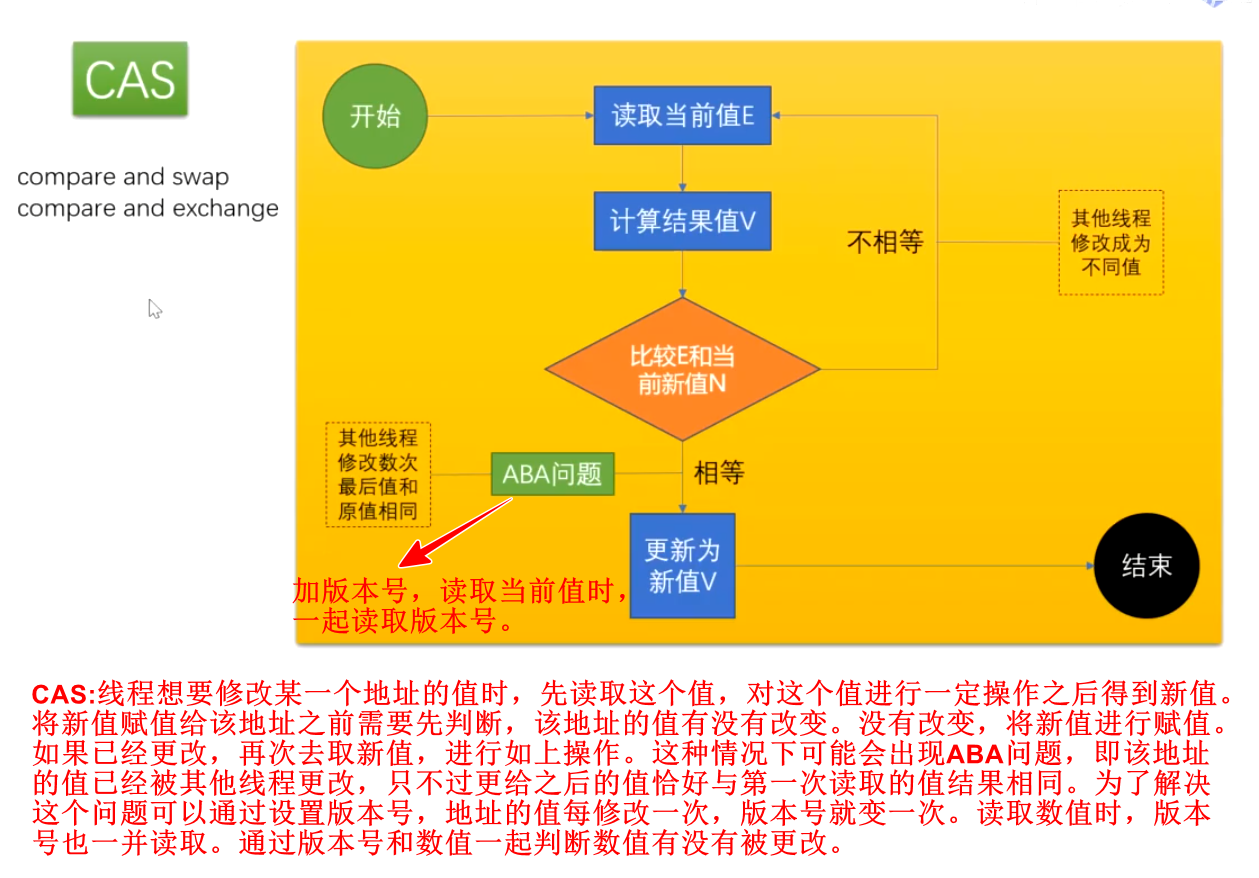 CAS
compare and swap
compare and exchange
开始
读取当前值E
计算结果值V
不相等
其他线程
修改成为
不同值
比较E和当
前新值N
其他线程
修改数次
最后值和
原值相同
ABA问题
相等
更新为
新值V
结束
加版本号，读取当前值时，
一起读取版本号。
CAS:线程想要修改某一个地址的值时，先读取这个值，对这个值进行一定操作之后得到新值。
将新值赋值给该地址之前需要先判断，该地址的值有没有改变。没有改变，将新值进行赋值。
如果已经更改，再次去取新值，进行如上操作。这种情况下可能会出现ABA问题，即该地址
的值已经被其他线程更改，只不过更给之后的值恰好与第一次读取的值结果相同。为了解决
这个问题可以通过设置版本号，地址的值每修改一次，版本号就变一次。读取数值时，版本
号也一并读取。通过版本号和数值一起判断数值有没有被更改。